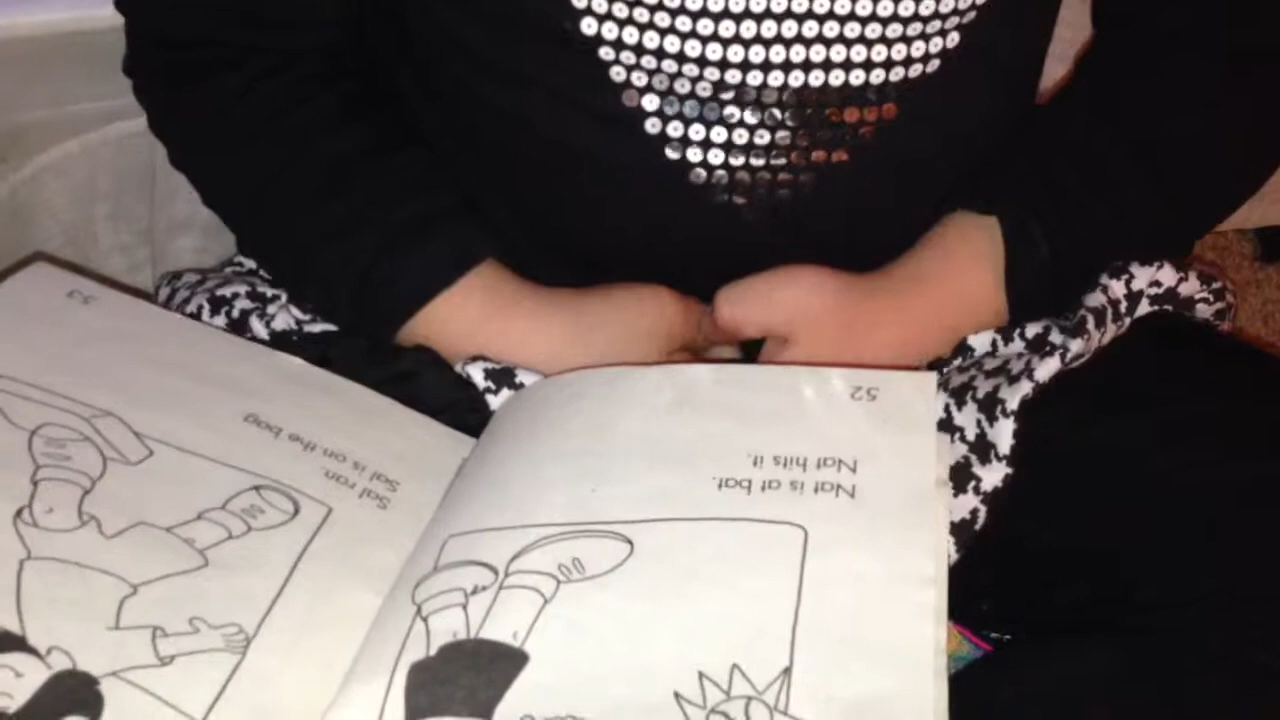 52
Nat is at bat.
Nat hits it.
53
Sal ran.
Sal is on the bag